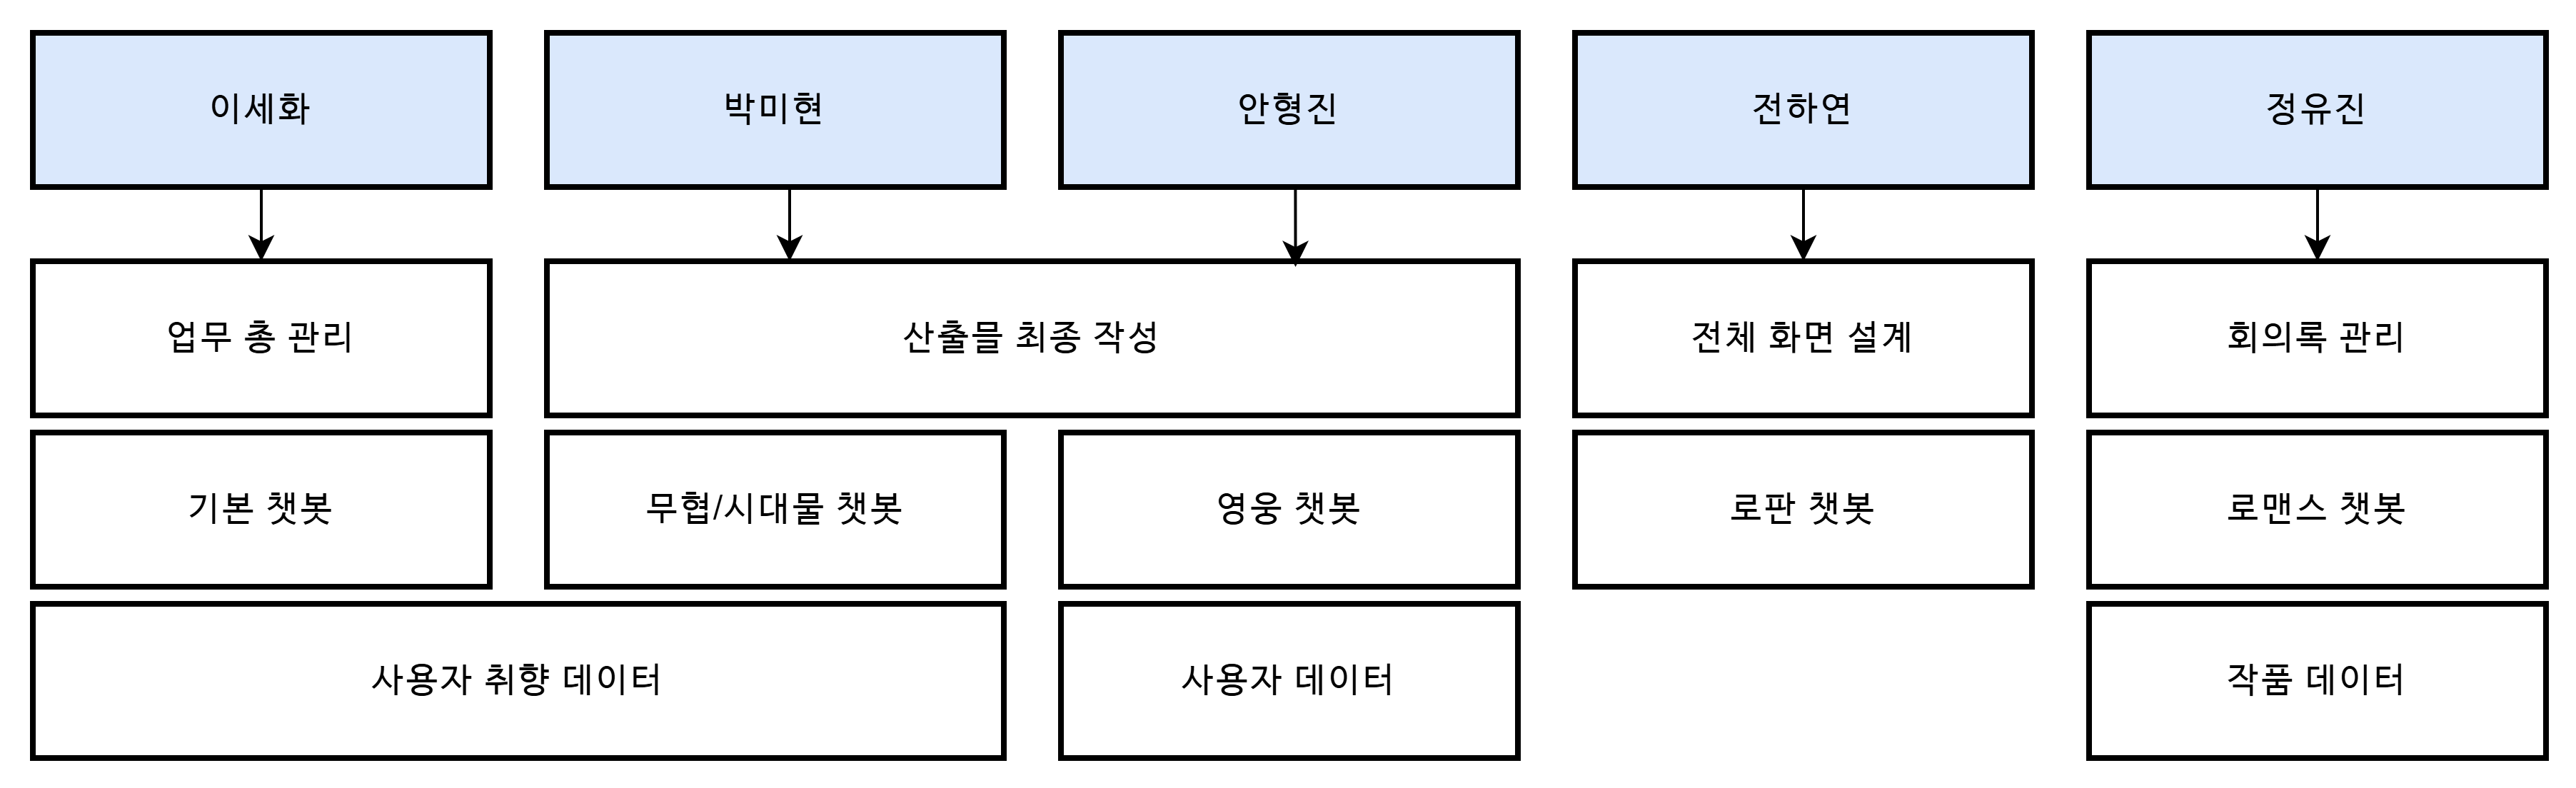 이세화
박미현
안형진
전하연
정유진
업무 총 관리
산출믈 최종 작성
전체 화면 설계
회의록 관리
기본 챗봇
무협/시대물 챗봇
영웅 챗봇
로판 챗봇
로맨스 챗봇
사용자 취향 데이터
사용자 데이터
작품 데이터